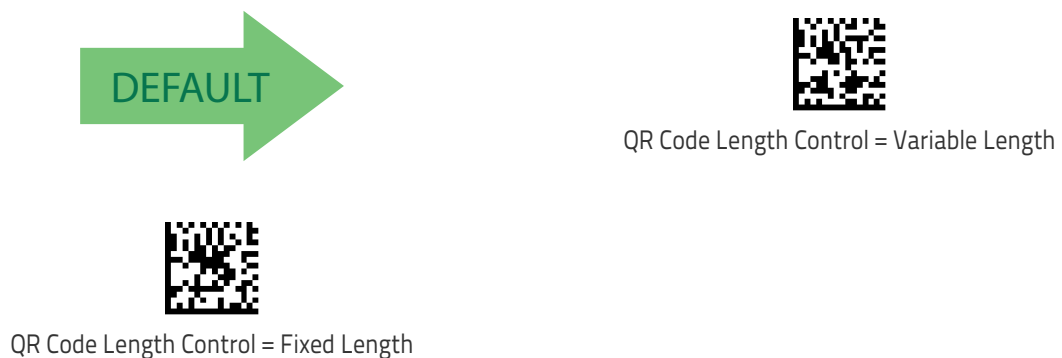 DEFAULT
QR Code Length Control = Variable Length
QR Code Length Control = Fixed Length